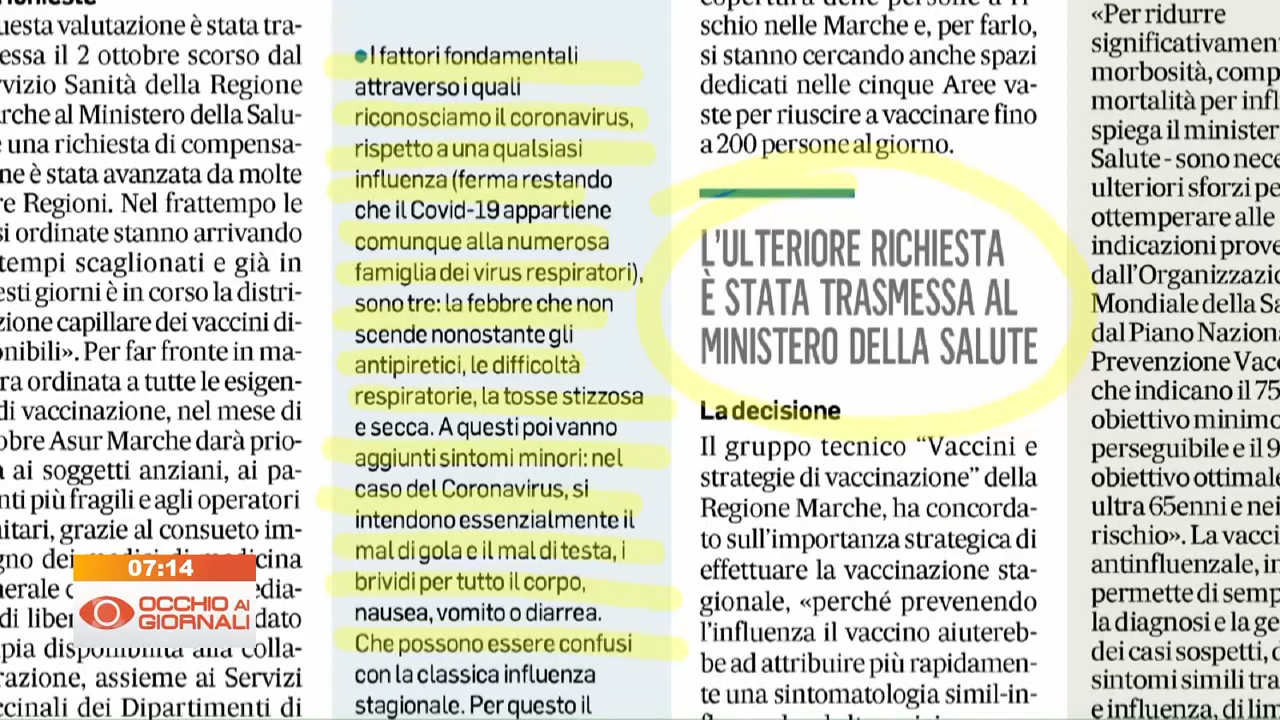 uesta valutazione è stata tra-
essa il 2 ottobre scorso dal
rvizio Sanità della Regione
arche al Ministero della Salu-
e una richiesta di compensa-
ne è stata avanzata da molte
re Regioni. Nel frattempo le
si ordinate stanno arrivando
tempi scaglionati e già in
esti giorni è in corso la distri-
zione capillare dei vaccini di-
onibili». Per far fronte in ma-
ra ordinata a tutte le esigen-
di vaccinazione, nel mese di
obre Asur Marche darà prio-
a ai soggetti anziani, ai pa-
nti più fragili e agli operatori
nitari, grazie al consueto im-
gno dei medici di medicina
nerale
di liber dato
pia disponibilità alla colla-
razione, assieme ai Servizi
ccinali dei Dipartimenti di
07:14
OCCHIO AI
GIORNALI
I fattori fondamentali
attraverso i quali
riconosciamo il coronavirus,
rispetto a una qualsiasi
influenza (ferma restando
che il Covid-19 appartiene
comunque alla numerosa
famiglia dei virus respiratori),
sono tre: la febbre che non
scende nonostante gli
antipiretici, le difficoltà
respiratorie, la tosse stizzosa
e secca. A questi poi vanno
aggiunti sintomi minori: nel
caso del Coronavirus, si
intendono essenzialmente il
mal di gola e il mal di testa, i
brividi per tutto il corpo,
nausea, vomito o diarrea.
Che possono essere confusi
con la classica influenza
stagionale. Per questo il
copertura delle persone a ri-
schio nelle Marche e, per farlo,
si stanno cercando anche spazi
dedicati nelle cinque Aree va-
ste per riuscire a vaccinare fino
a 200 persone al giorno.
L'ULTERIORE RICHIESTA
È STATA TRASMESSA AL
MINISTERO DELLA SALUTE
La decisione
Il gruppo tecnico “Vaccini e
strategie di vaccinazione” della
Regione Marche, ha concorda-
to sull'importanza strategica di
effettuare la vaccinazione sta-
gionale, «perché prevenendo
l'influenza il vaccino aiutereb-
be ad attribuire più rapidamen-
te una sintomatologia simil-in-
«Per ridurre
significativamen
morbosità, comp
mortalità per infl
spiega il minister
Salute - sono nece
ulteriori sforzi pe
ottemperare alle
indicazioni prove
dall'Organizzazio
Mondiale della Sa
dal Piano Naziona
Prevenzione Vacc
che indicano il 75
obiettivo minimo
perseguibile e il 9
obiettivo ottimale
ultra 65enni e nei
rischio». La vacci
antinfluenzale, in
permette di semp
la diagnosi e la ge
dei casi sospetti, d
sintomi simili tra
e influenza, di lim